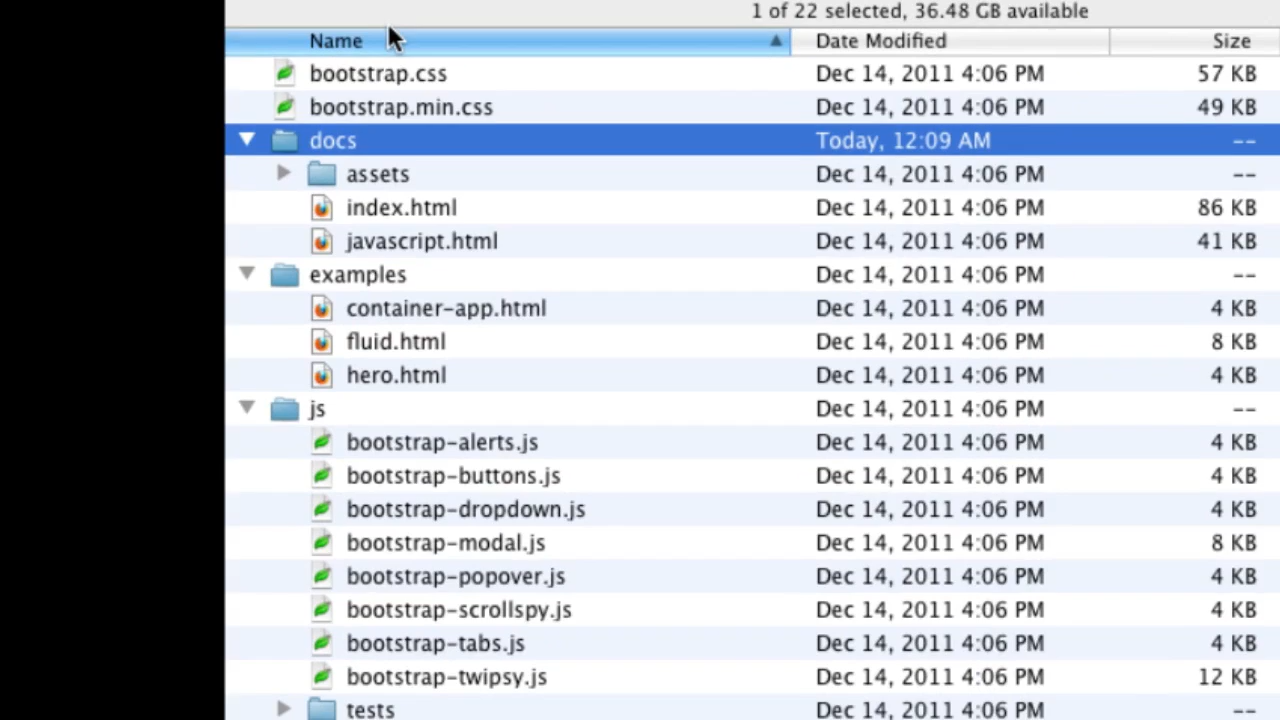 1 of 22 selected, 36.48 GB available
Name Date Modified Size
bootstrap.css Dec 14, 2011 4:06 PM 57 KB
bootstrap.min.css Dec 14, 2011 4:06 PM 49 KB
docs Today, 12:09 AM --
assets Dec 14, 2011 4:06 PM --
index.html Dec 14, 2011 4:06 PM 86 KB
javascript.html Dec 14, 2011 4:06 PM 41 KB
examples Dec 14, 2011 4:06 PM --
container-app.html Dec 14, 2011 4:06 PM 4 KB
fluid.html Dec 14, 2011 4:06 PM 8 KB
hero.html Dec 14, 2011 4:06 PM 4 KB
js Dec 14, 2011 4:06 PM --
bootstrap-alerts.js Dec 14, 2011 4:06 PM 4 KB
bootstrap-buttons.js Dec 14, 2011 4:06 PM 4 KB
bootstrap-dropdown.js Dec 14, 2011 4:06 PM 4 KB
bootstrap-modal.js Dec 14, 2011 4:06 PM 8 KB
bootstrap-popover.js Dec 14, 2011 4:06 PM 4 KB
bootstrap-scrollspy.js Dec 14, 2011 4:06 PM 4 KB
bootstrap-tabs.js Dec 14, 2011 4:06 PM 4 KB
bootstrap-twipsy.js Dec 14, 2011 4:06 PM 12 KB
tests Dec 14, 2011 4:06 PM --